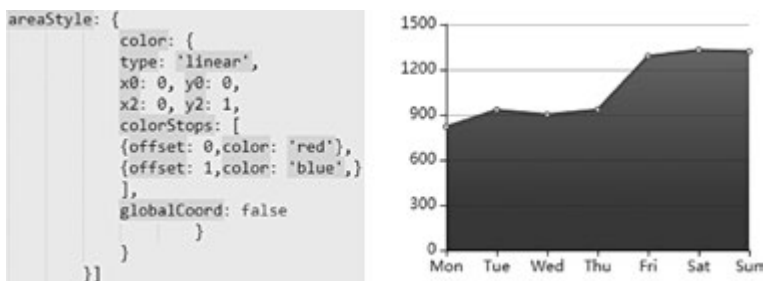 areaStyle: {
color: {
type: 'linear',
x0: 0, y0: 0,
x2: 0, y2: 1,
colorStops: [
{offset: 0,color: 'red'},
{offset: 1,color: 'blue',}
],
globalCoord: false
}
}
}]
1500
1200
900
600
300
0
Mon Tue Wed Thu Fri Sat Sun